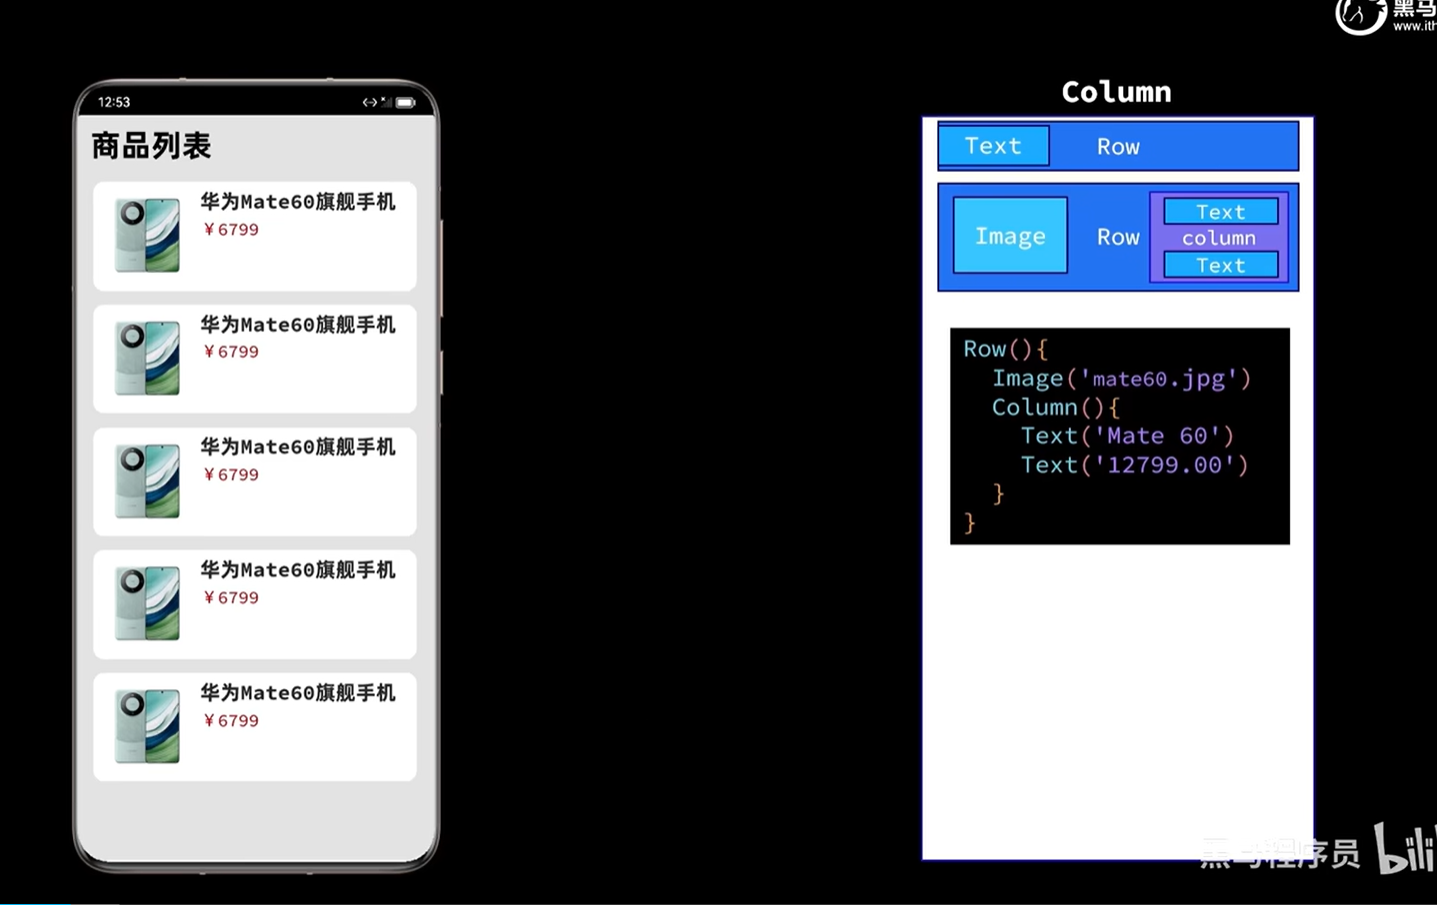 黑马
www.ith
12:53
商品列表
华为Mate60旗舰手机
￥6799
华为Mate60旗舰手机
￥6799
华为Mate60旗舰手机
￥6799
华为Mate60旗舰手机
￥6799
华为Mate60旗舰手机
￥6799
Column
Text Row
Image Row
Text
column
Text
Row(){
Image('mate60.jpg')
Column(){
Text('Mate 60')
Text('12799.00')
}
}
黑马程序员 bili